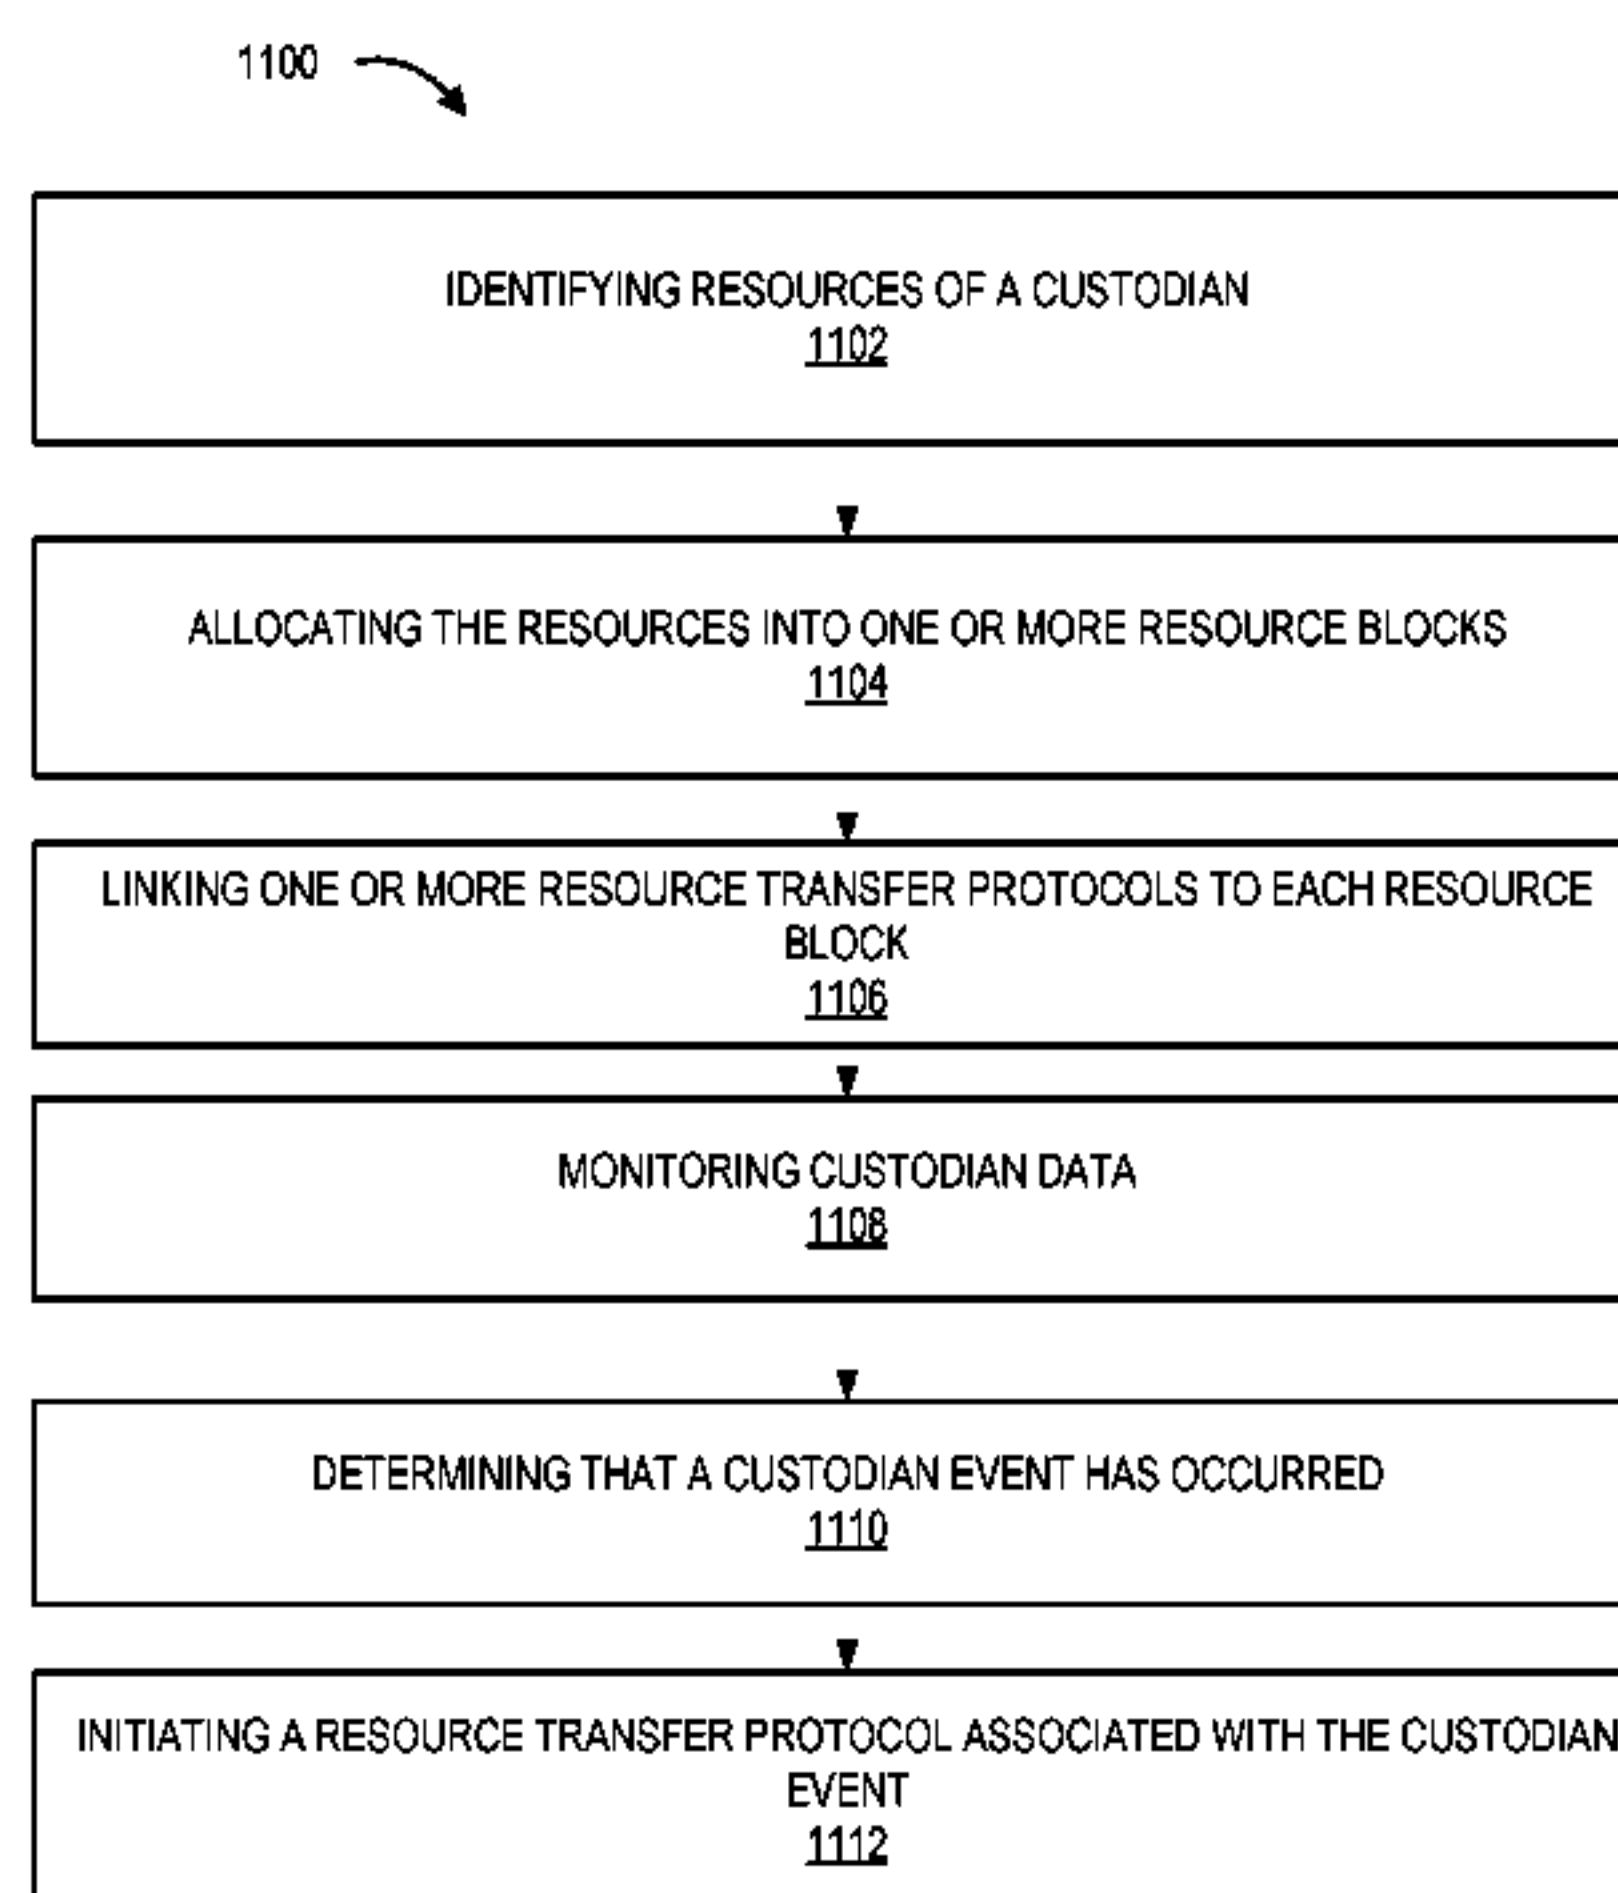 1100
IDENTIFYING RESOURCES OF A CUSTODIAN
1102
ALLOCATING THE RESOURCES INTO ONE OR MORE RESOURCE BLOCKS
1104
LINKING ONE OR MORE RESOURCE TRANSFER PROTOCOLS TO EACH RESOURCE
BLOCK
1106
MONITORING CUSTODIAN DATA
1108
DETERMINING THAT A CUSTODIAN EVENT HAS OCCURRED
1110
INITIATING A RESOURCE TRANSFER PROTOCOL ASSOCIATED WITH THE CUSTODIAN
EVENT
1112